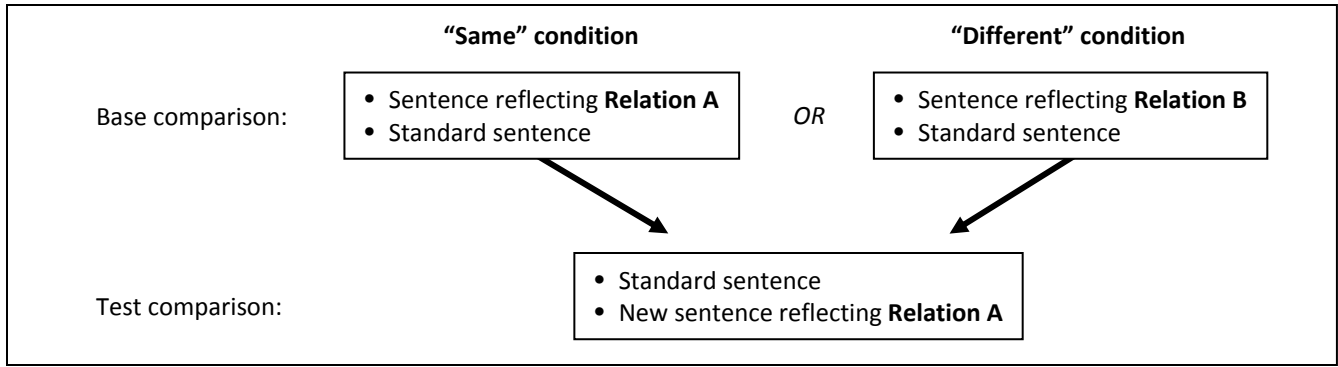 “Same” condition “Different” condition
Base comparison:
• Sentence reflecting Relation A
• Standard sentence
OR
• Sentence reflecting Relation B
• Standard sentence
Test comparison:
• Standard sentence
• New sentence reflecting Relation A